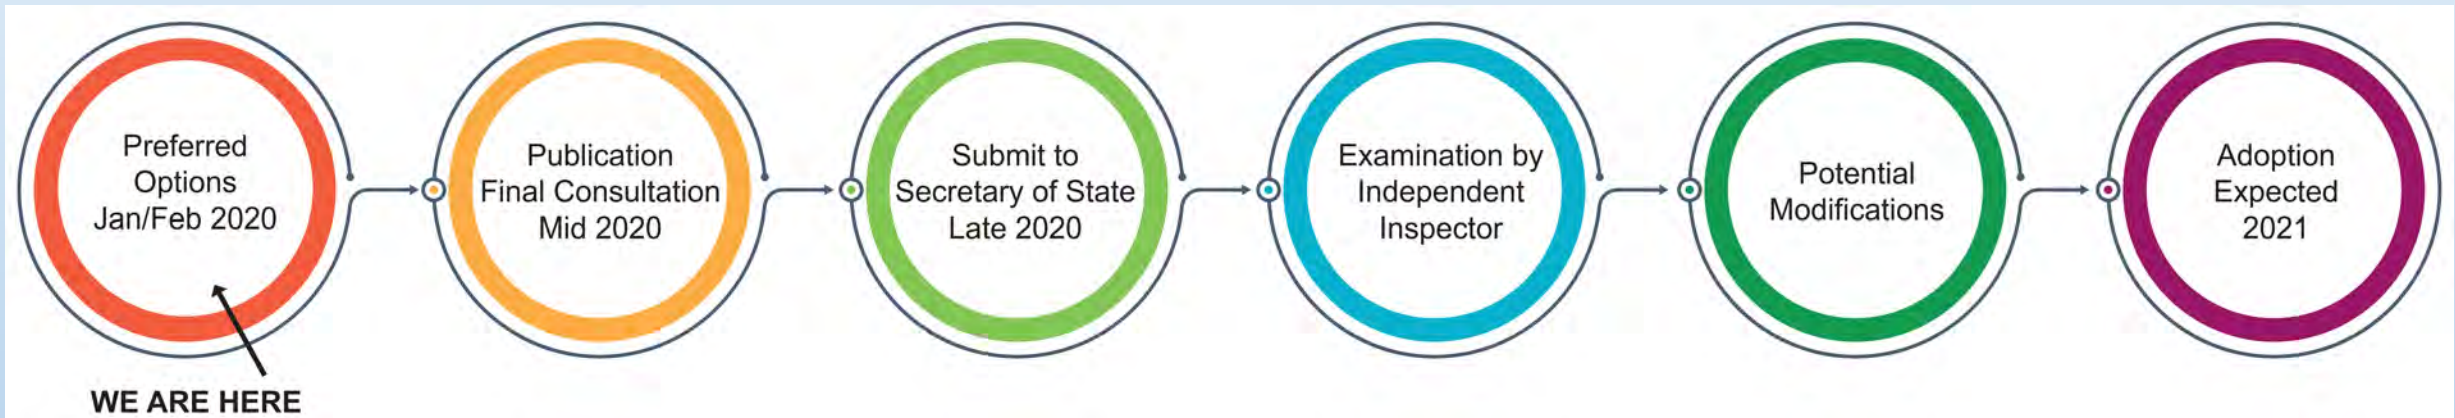 Preferred
Options
Jan/Feb 2020
WE ARE HERE
Publication
Final Consultation
Mid 2020
Submit to
Secretary of State
Late 2020
Examination by
Independent
Inspector
Potential
Modifications
Adoption
Expected
2021